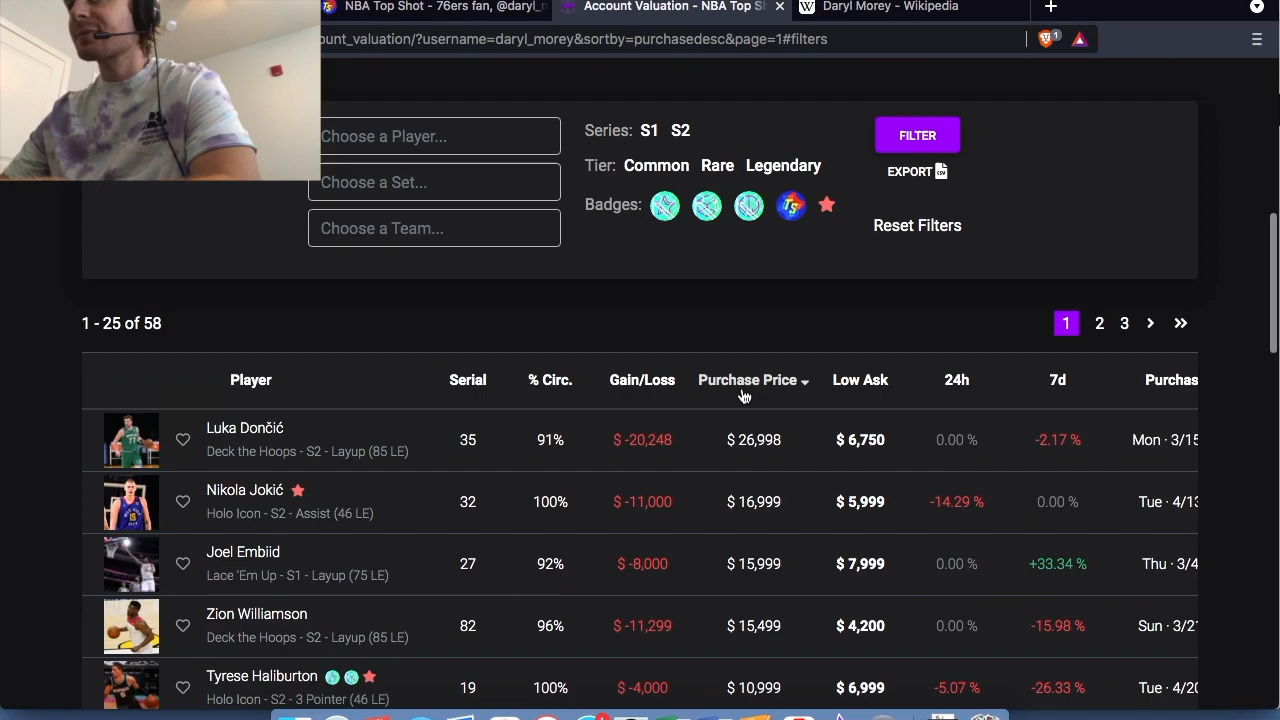 NBA Top Shot - 76ers fan, @daryl_m
Account Valuation - NBA Top S
Daryl Morey - Wikipedia
ount_valuation/?username=daryl_morey&sortby=purchasedesc&page=1#filters
1
Choose a Player...
Choose a Set...
Choose a Team...
Series: S1 S2
Tier: Common Rare Legendary
Badges: TS
FILTER
EXPORT CSV
Reset Filters
1 - 25 of 58
1 2 3
Player Serial % Circ. Gain/Loss Purchase Price Low Ask 24h 7d Purchas
Luka Dončić
Deck the Hoops - S2 - Layup (85 LE)
35 91% $ -20,248 $ 26,998 $ 6,750 0.00 % -2.17 % Mon · 3/15
Nikola Jokić
Holo Icon - S2 - Assist (46 LE)
32 100% $ -11,000 $ 16,999 $ 5,999 -14.29 % 0.00 % Tue · 4/13
Joel Embiid
Lace 'Em Up - S1 - Layup (75 LE)
27 92% $ -8,000 $ 15,999 $ 7,999 0.00 % +33.34 % Thu · 3/4
Zion Williamson
Deck the Hoops - S2 - Layup (85 LE)
82 96% $ -11,299 $ 15,499 $ 4,200 0.00 % -15.98 % Sun · 3/21
Tyrese Haliburton
Holo Icon - S2 - 3 Pointer (46 LE)
19 100% $ -4,000 $ 10,999 $ 6,999 -5.07 % -26.33 % Tue · 4/20